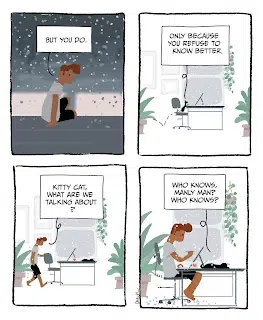 BUT YOU DO.
ONLY BECAUSE
YOU REFUSE TO
KNOW BETTER.
KITTY CAT,
WHAT ARE WE
TALKING ABOUT
?
WHO KNOWS,
MANLY MAN?
WHO KNOWS?